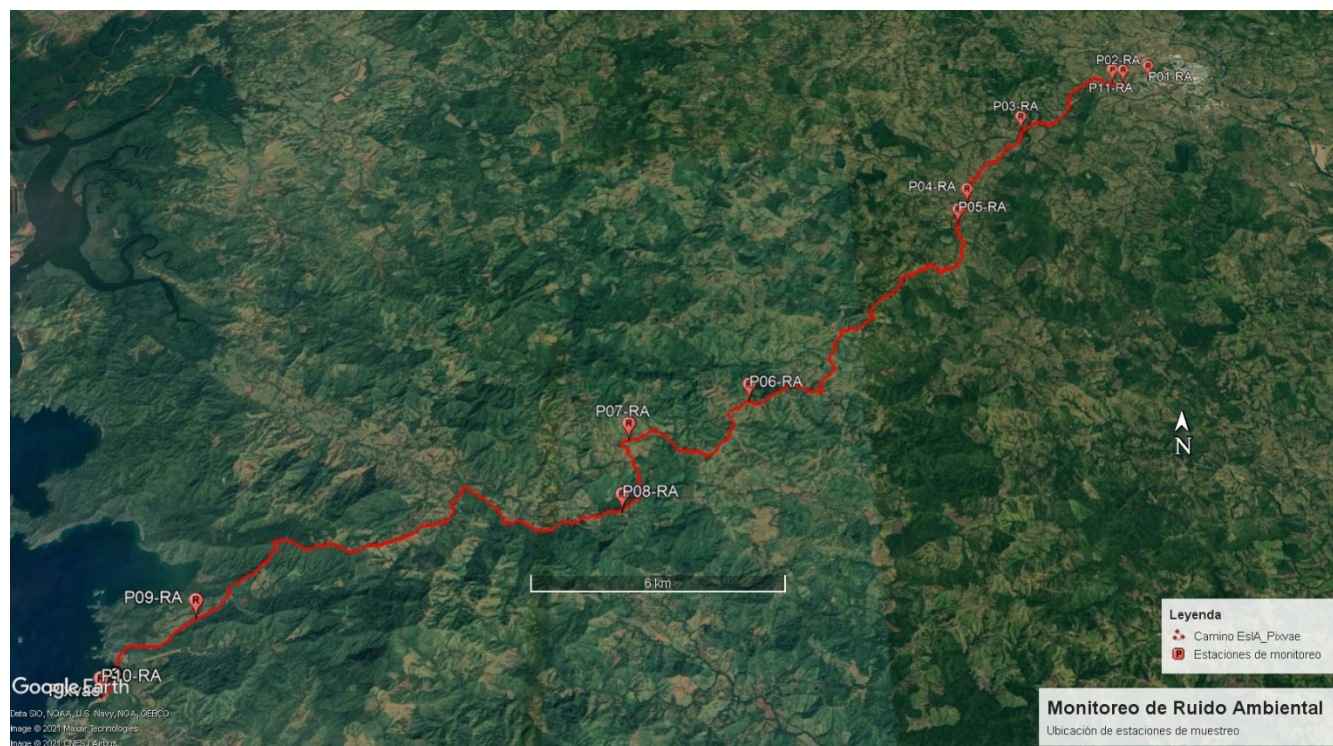 P02-RA
P01-RA
P11-RA
P03-RA
P04-RA
P05-RA
P06-RA
P07-RA
P08-RA
6 km
P09-RA
P10-RA
Pixvae
Google Earth
Data SIO, NOAA, U.S. Navy, NGA, GEBCO
Image © 2021 Maxar Technologies
Image © 2021 CNES / Airbus
N
Leyenda
Camino EsIA_Pixvae
P Estaciones de monitoreo
Monitoreo de Ruido Ambiental
Ubicación de estaciones de muestreo